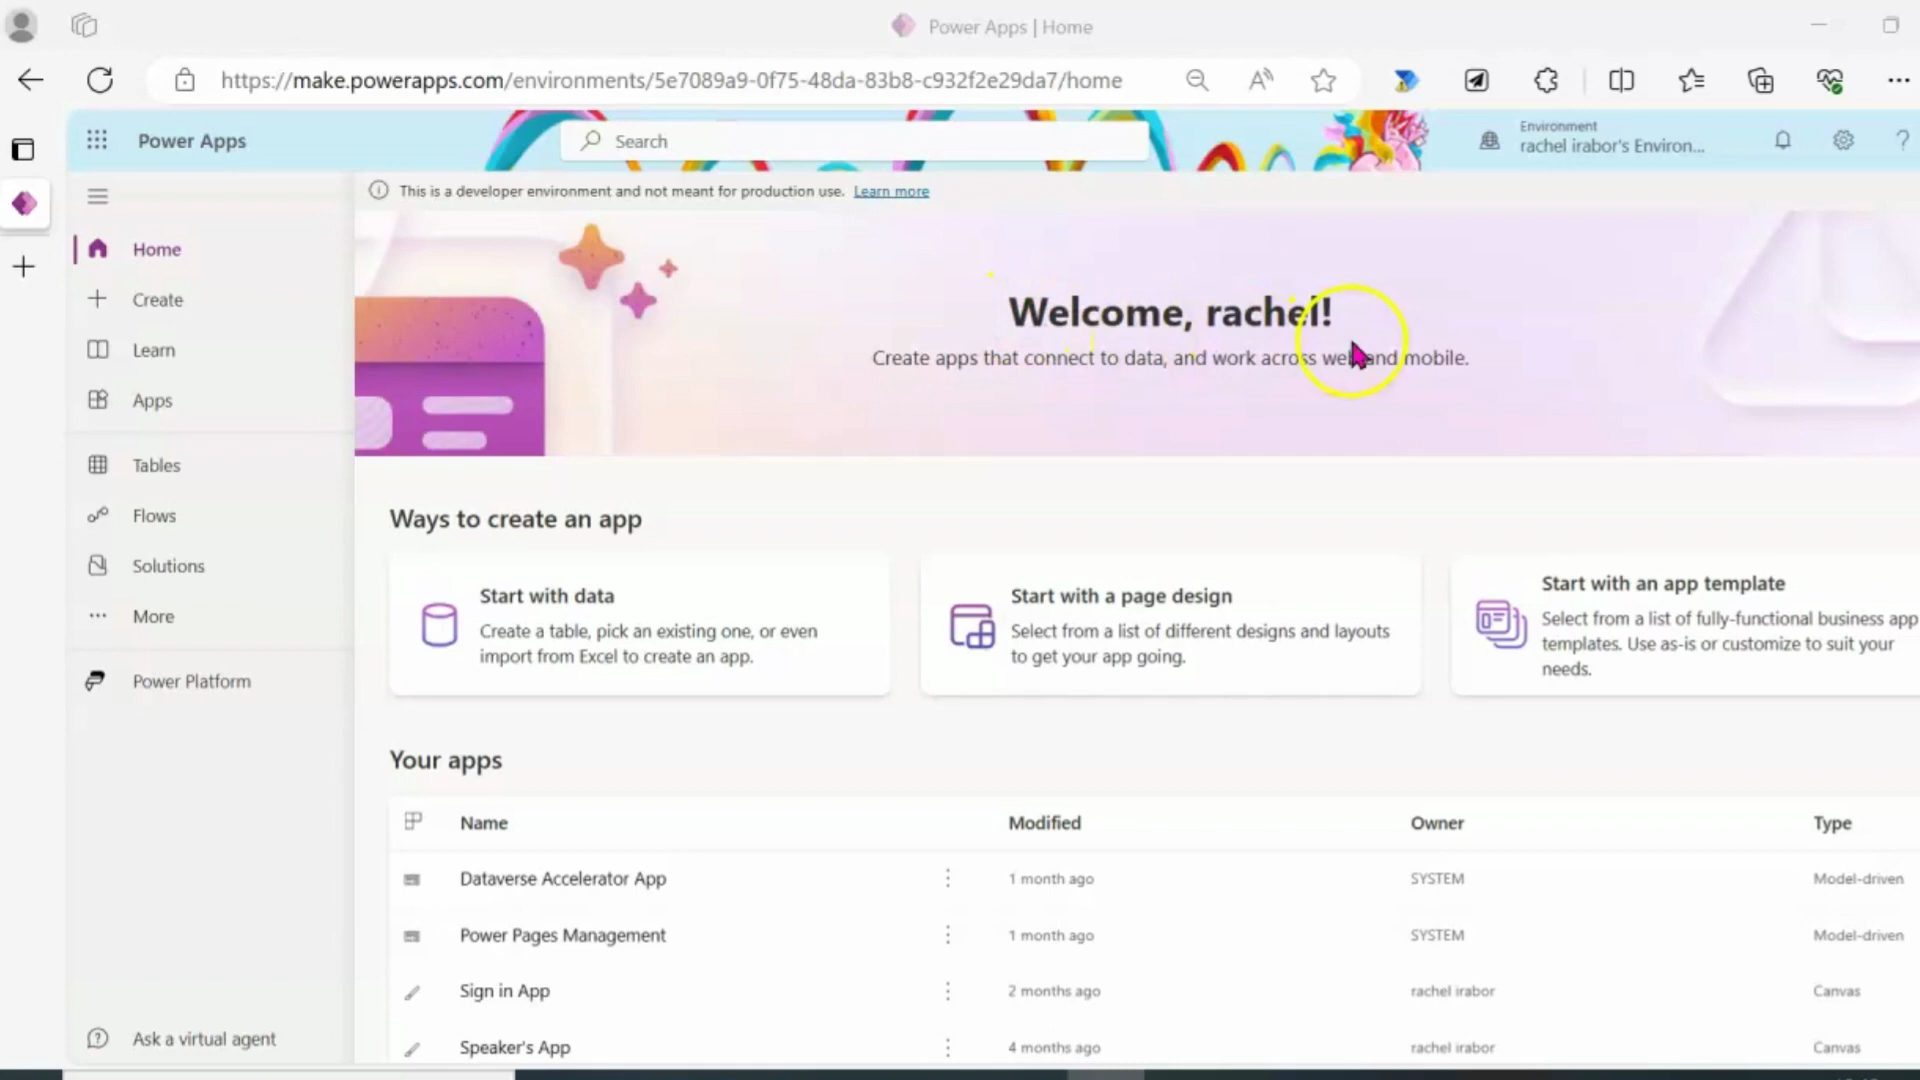 Power Apps | Home
https://make.powerapps.com/environments/5e7089a9-0f75-48da-83b8-c932f2e29da7/home
Power Apps
Search
Environment
rachel irabor's Environ...
This is a developer environment and not meant for production use. Learn more
Home
Create
Learn
Apps
Tables
Flows
Solutions
More
Power Platform
Ask a virtual agent
Welcome, rachel!
Create apps that connect to data, and work across web and mobile.
Ways to create an app
Start with data
Create a table, pick an existing one, or even
import from Excel to create an app.
Start with a page design
Select from a list of different designs and layouts
to get your app going.
Start with an app template
Select from a list of fully-functional business app
templates. Use as-is or customize to suit your
needs.
Your apps
Name Modified Owner Type
Dataverse Accelerator App 1 month ago SYSTEM Model-driven
Power Pages Management 1 month ago SYSTEM Model-driven
Sign in App 2 months ago rachel irabor Canvas
Speaker's App 4 months ago rachel irabor Canvas